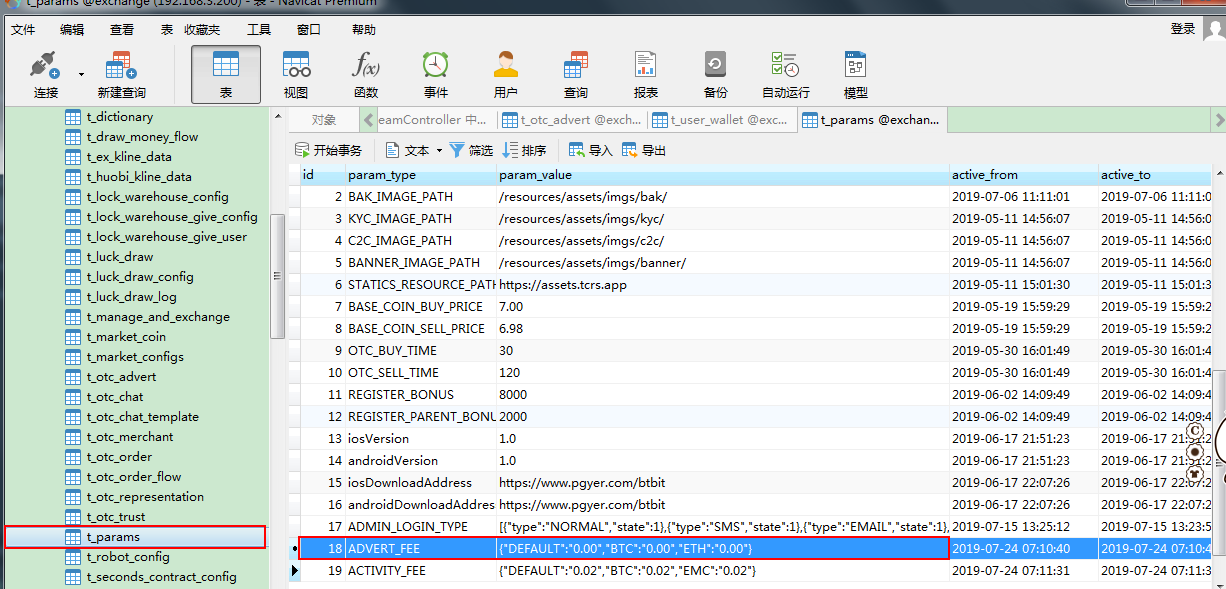 t_params @exchange (192.168.3.200) - 表 - Navicat Premium
文件 编辑 查看 表 收藏夹 工具 窗口 帮助 登录
连接 新建查询 表 视图 函数 事件 用户 查询 报表 备份 自动运行 模型
对象 eamController 中... t_otc_advert @exch... t_user_wallet @exc... t_params @exchan...
开始事务 文本 筛选 排序 导入 导出
t_dictionary
t_draw_money_flow
t_ex_kline_data
t_huobi_kline_data
t_lock_warehouse_config
t_lock_warehouse_give_config
t_lock_warehouse_give_user
t_luck_draw
t_luck_draw_config
t_luck_draw_log
t_manage_and_exchange
t_market_coin
t_market_configs
t_otc_advert
t_otc_chat
t_otc_chat_template
t_otc_merchant
t_otc_order
t_otc_order_flow
t_otc_representation
t_otc_trust
t_params
t_robot_config
t_seconds_contract_config
id param_type param_value active_from active_to
2 BAK_IMAGE_PATH /resources/assets/imgs/bak/ 2019-07-06 11:11:01 2019-07-06 11:11:0
3 KYC_IMAGE_PATH /resources/assets/imgs/kyc/ 2019-05-11 14:56:07 2019-05-11 14:56:0
4 C2C_IMAGE_PATH /resources/assets/imgs/c2c/ 2019-05-11 14:56:07 2019-05-11 14:56:0
5 BANNER_IMAGE_PATH /resources/assets/imgs/banner/ 2019-05-11 14:56:07 2019-05-11 14:56:0
6 STATICS_RESOURCE_PATH https://assets.tcrs.app 2019-05-11 15:01:30 2019-05-11 15:01:3
7 BASE_COIN_BUY_PRICE 7.00 2019-05-19 15:59:29 2019-05-19 15:59:2
8 BASE_COIN_SELL_PRICE 6.98 2019-05-19 15:59:29 2019-05-19 15:59:2
9 OTC_BUY_TIME 30 2019-05-30 16:01:49 2019-05-30 16:01:4
10 OTC_SELL_TIME 120 2019-05-30 16:01:49 2019-05-30 16:01:4
11 REGISTER_BONUS 8000 2019-06-02 14:09:49 2019-06-02 14:09:4
12 REGISTER_PARENT_BONU 2000 2019-06-02 14:09:49 2019-06-02 14:09:4
13 iosVersion 1.0 2019-06-17 21:51:23 2019-06-17 21:51:2
14 androidVersion 1.0 2019-06-17 21:51:23 2019-06-17 21:51:2
15 iosDownloadAddress https://www.pgyer.com/btbit 2019-06-17 22:07:26 2019-06-17 22:07:2
16 androidDownloadAddres https://www.pgyer.com/btbit 2019-06-17 22:07:26 2019-06-17 22:07:2
17 ADMIN_LOGIN_TYPE [{"type":"NORMAL","state":1},{"type":"SMS","state":1},{"type":"EMAIL","state":1}, 2019-07-15 13:25:12 2019-07-15 13:23:5
18 ADVERT_FEE {"DEFAULT":"0.00","BTC":"0.00","ETH":"0.00"} 2019-07-24 07:10:40 2019-07-24 07:10:4
19 ACTIVITY_FEE {"DEFAULT":"0.02","BTC":"0.02","EMC":"0.02"} 2019-07-24 07:11:31 2019-07-24 07:11:3